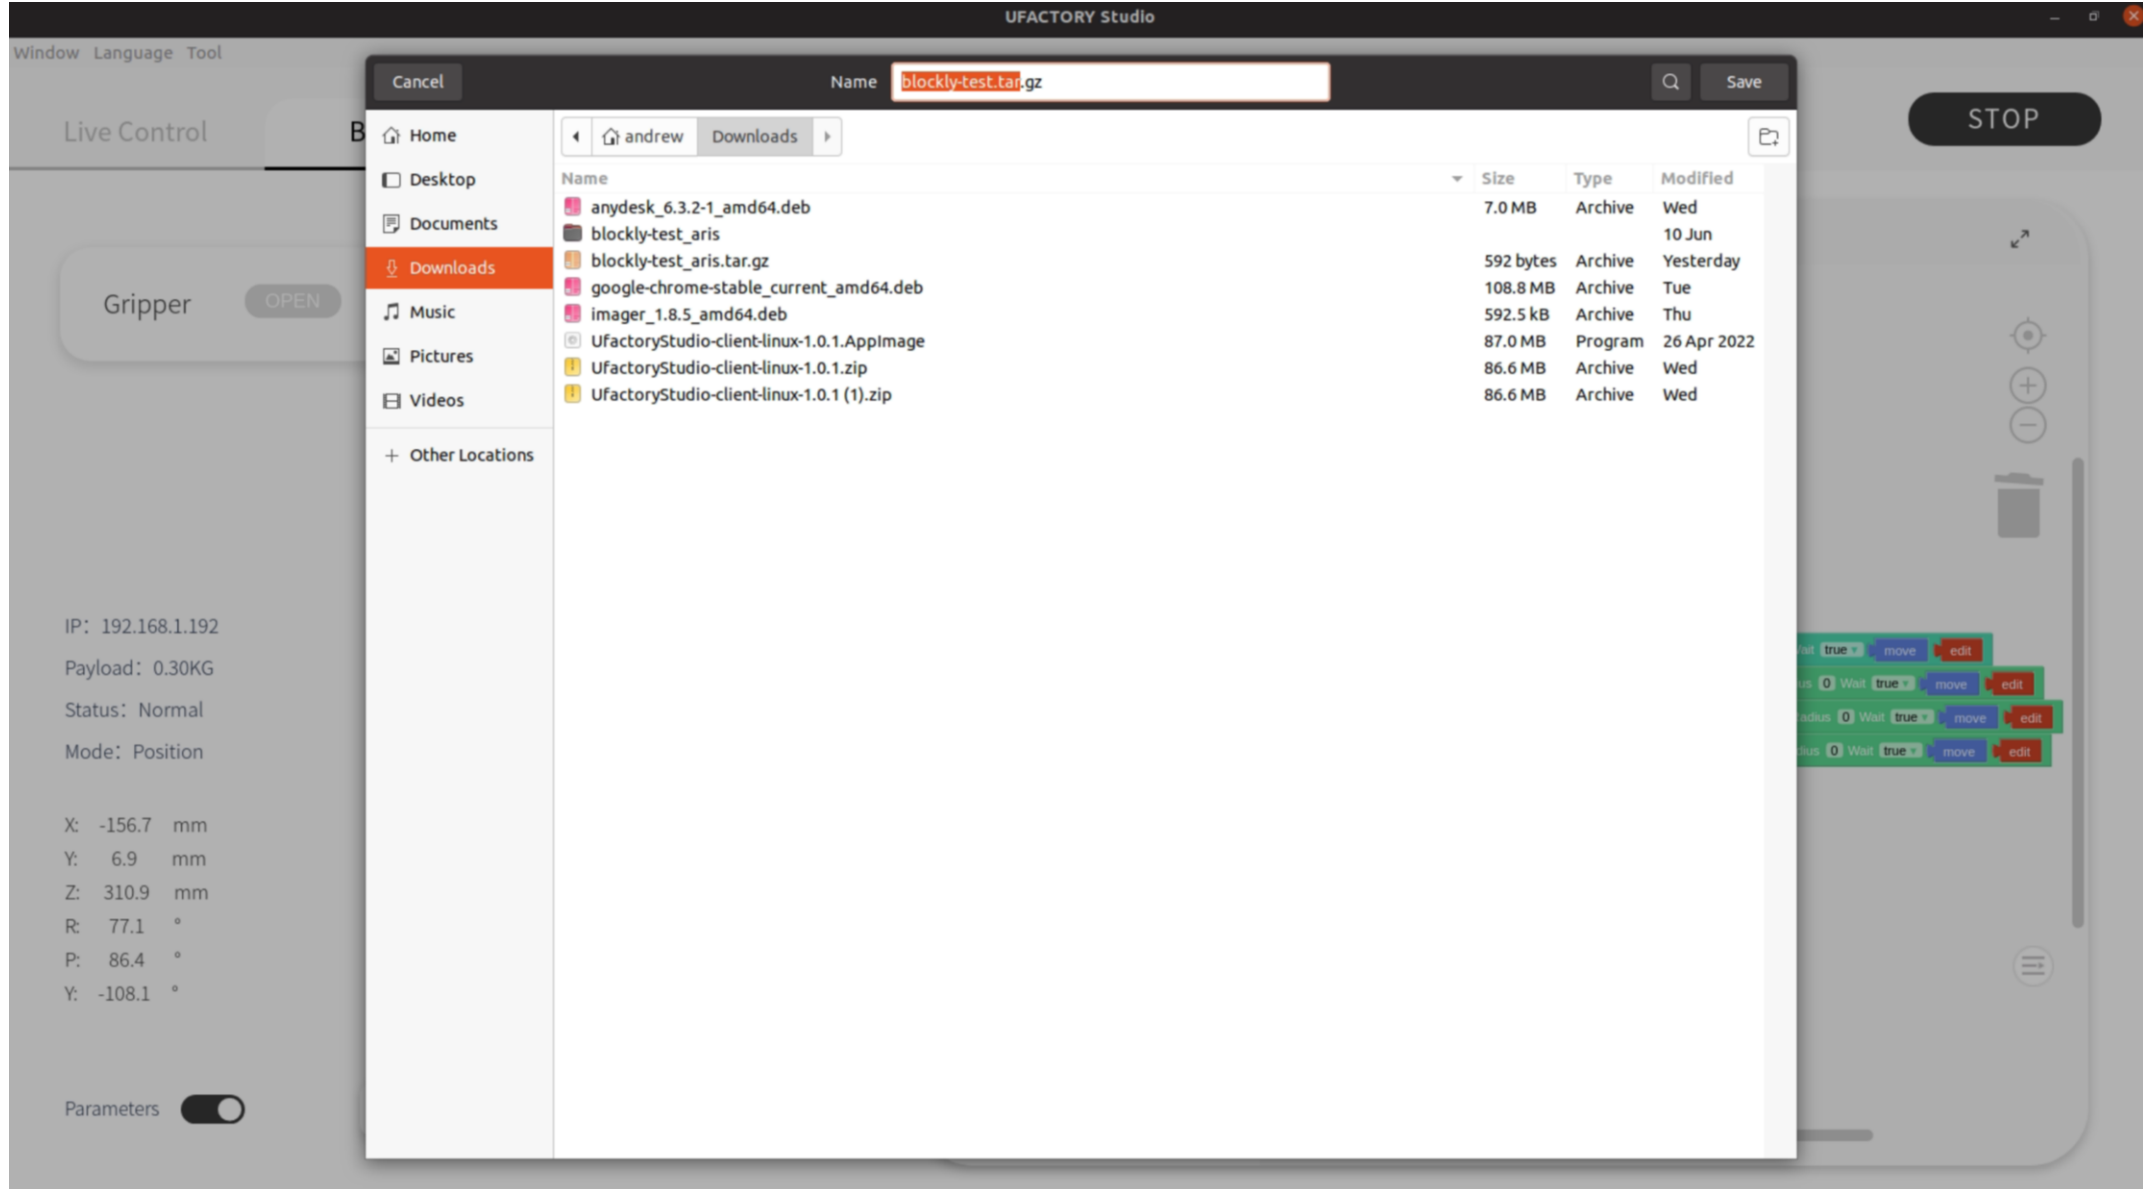 UFACTORY Studio
Window Language Tool
Cancel Name blockly-test.tar.gz Save
Live Control B STOP
Home
Desktop
Documents
Downloads
Music
Pictures
Videos
Other Locations
andrew Downloads
Name Size Type Modified
anydesk_6.3.2-1_amd64.deb 7.0 MB Archive Wed
blockly-test_aris 10 Jun
blockly-test_aris.tar.gz 592 bytes Archive Yesterday
google-chrome-stable_current_amd64.deb 108.8 MB Archive Tue
imager_1.8.5_amd64.deb 592.5 kB Archive Thu
UfactoryStudio-client-linux-1.0.1.AppImage 87.0 MB Program 26 Apr 2022
UfactoryStudio-client-linux-1.0.1.zip 86.6 MB Archive Wed
UfactoryStudio-client-linux-1.0.1 (1).zip 86.6 MB Archive Wed
Gripper OPEN
IP: 192.168.1.192
Payload: 0.30KG
Status: Normal
Mode: Position
X: -156.7 mm
Y: 6.9 mm
Z: 310.9 mm
R: 77.1 °
P: 86.4 °
Y: -108.1 °
Parameters
ait true move edit
us 0 Wait true move edit
adius 0 Wait true move edit
dius 0 Wait true move edit